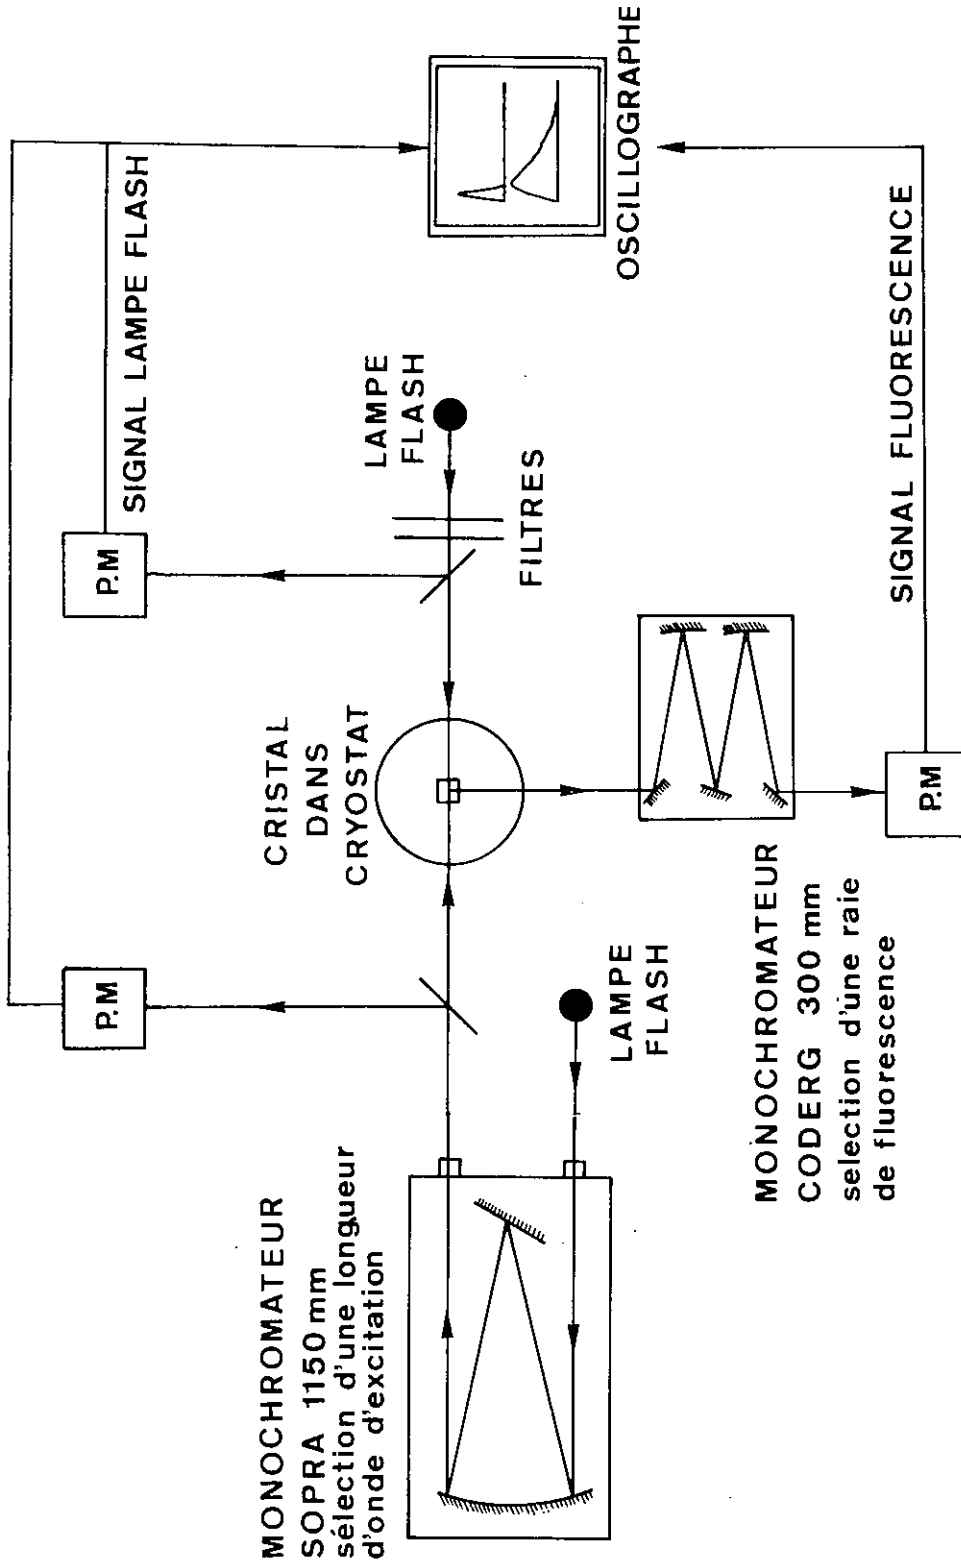 MONOCHROMATEUR
SOPRA 1150 mm
sélection d'une longueur
d'onde d'excitation
P.M
CRISTAL
DANS
CRYOSTAT
LAMPE
FLASH
MONOCHROMATEUR
CODERG 300 mm
selection d'une raie
de fluorescence
P.M
SIGNAL LAMPE FLASH
LAMPE
FLASH
FILTRES
P.M
SIGNAL FLUORESCENCE
OSCILLOGRAPHE